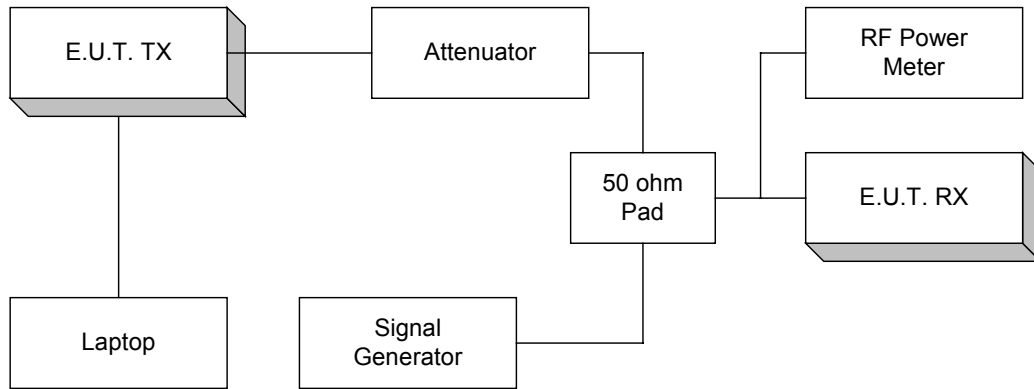 E.U.T. TX
Attenuator
RF Power
Meter
50 ohm
Pad
E.U.T. RX
Laptop
Signal
Generator